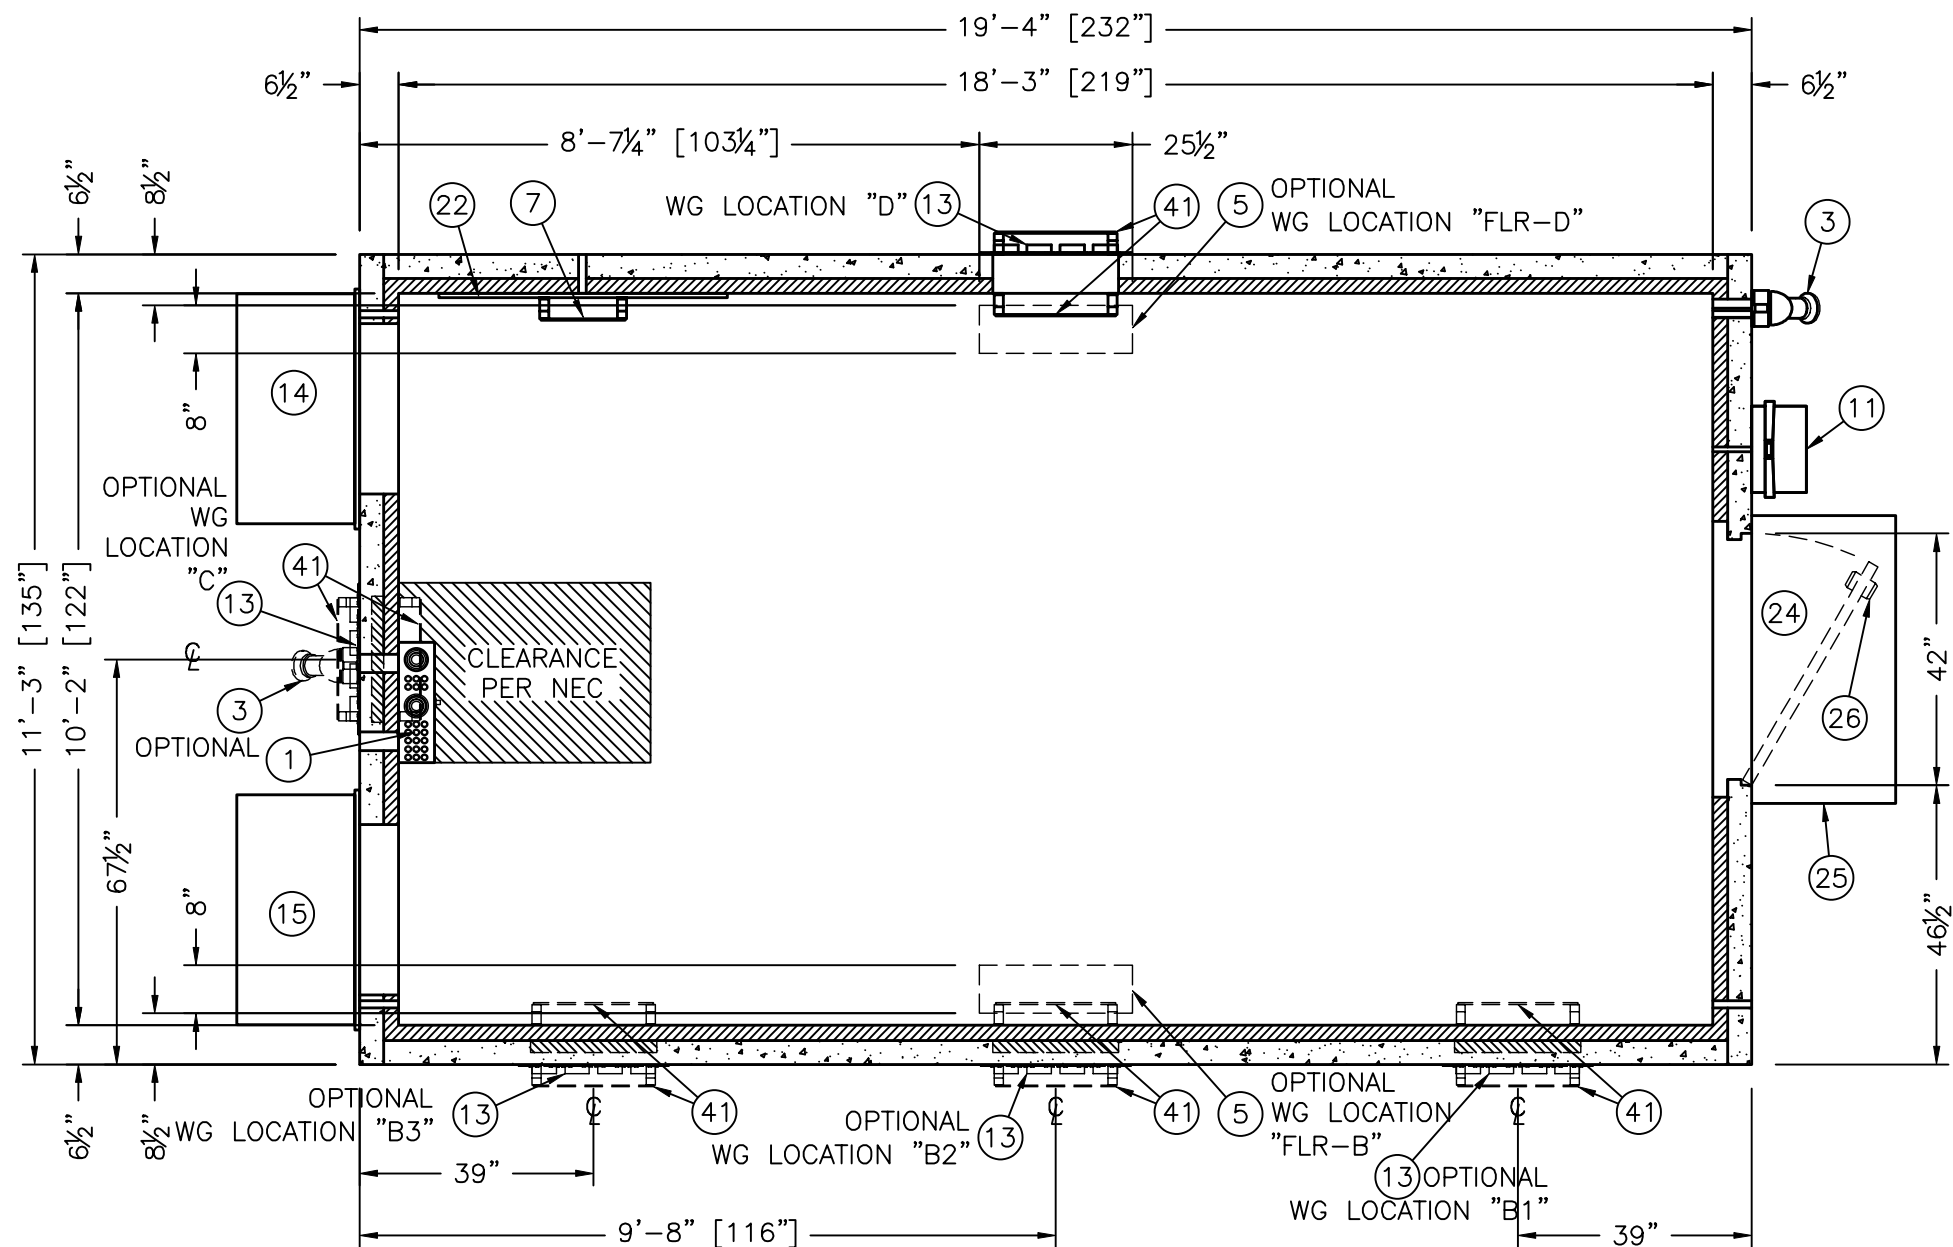 19'-4" [232"]
6½" 18'-3" [219"] 6½"
8'-7¼" [103¼"] 25½"
6½" 8½"
22 7 WG LOCATION "D" 13 41 5 OPTIONAL
WG LOCATION "FLR-D"
3
14
8"
11
OPTIONAL
WG
LOCATION
"C"
41
13
24
11'-3" [135"]
10'-2" [122"]
℄
CLEARANCE
PER NEC
42"
3
26
OPTIONAL 1
67½"
8"
15
25
46½"
6½" 8½"
OPTIONAL
WG LOCATION "B3"
13 ℄ 41
OPTIONAL
WG LOCATION "B2"
13 ℄ 41 5
OPTIONAL
WG LOCATION
"FLR-B"
℄ 41
13 OPTIONAL
WG LOCATION "B1"
39"
9'-8" [116"] 39"